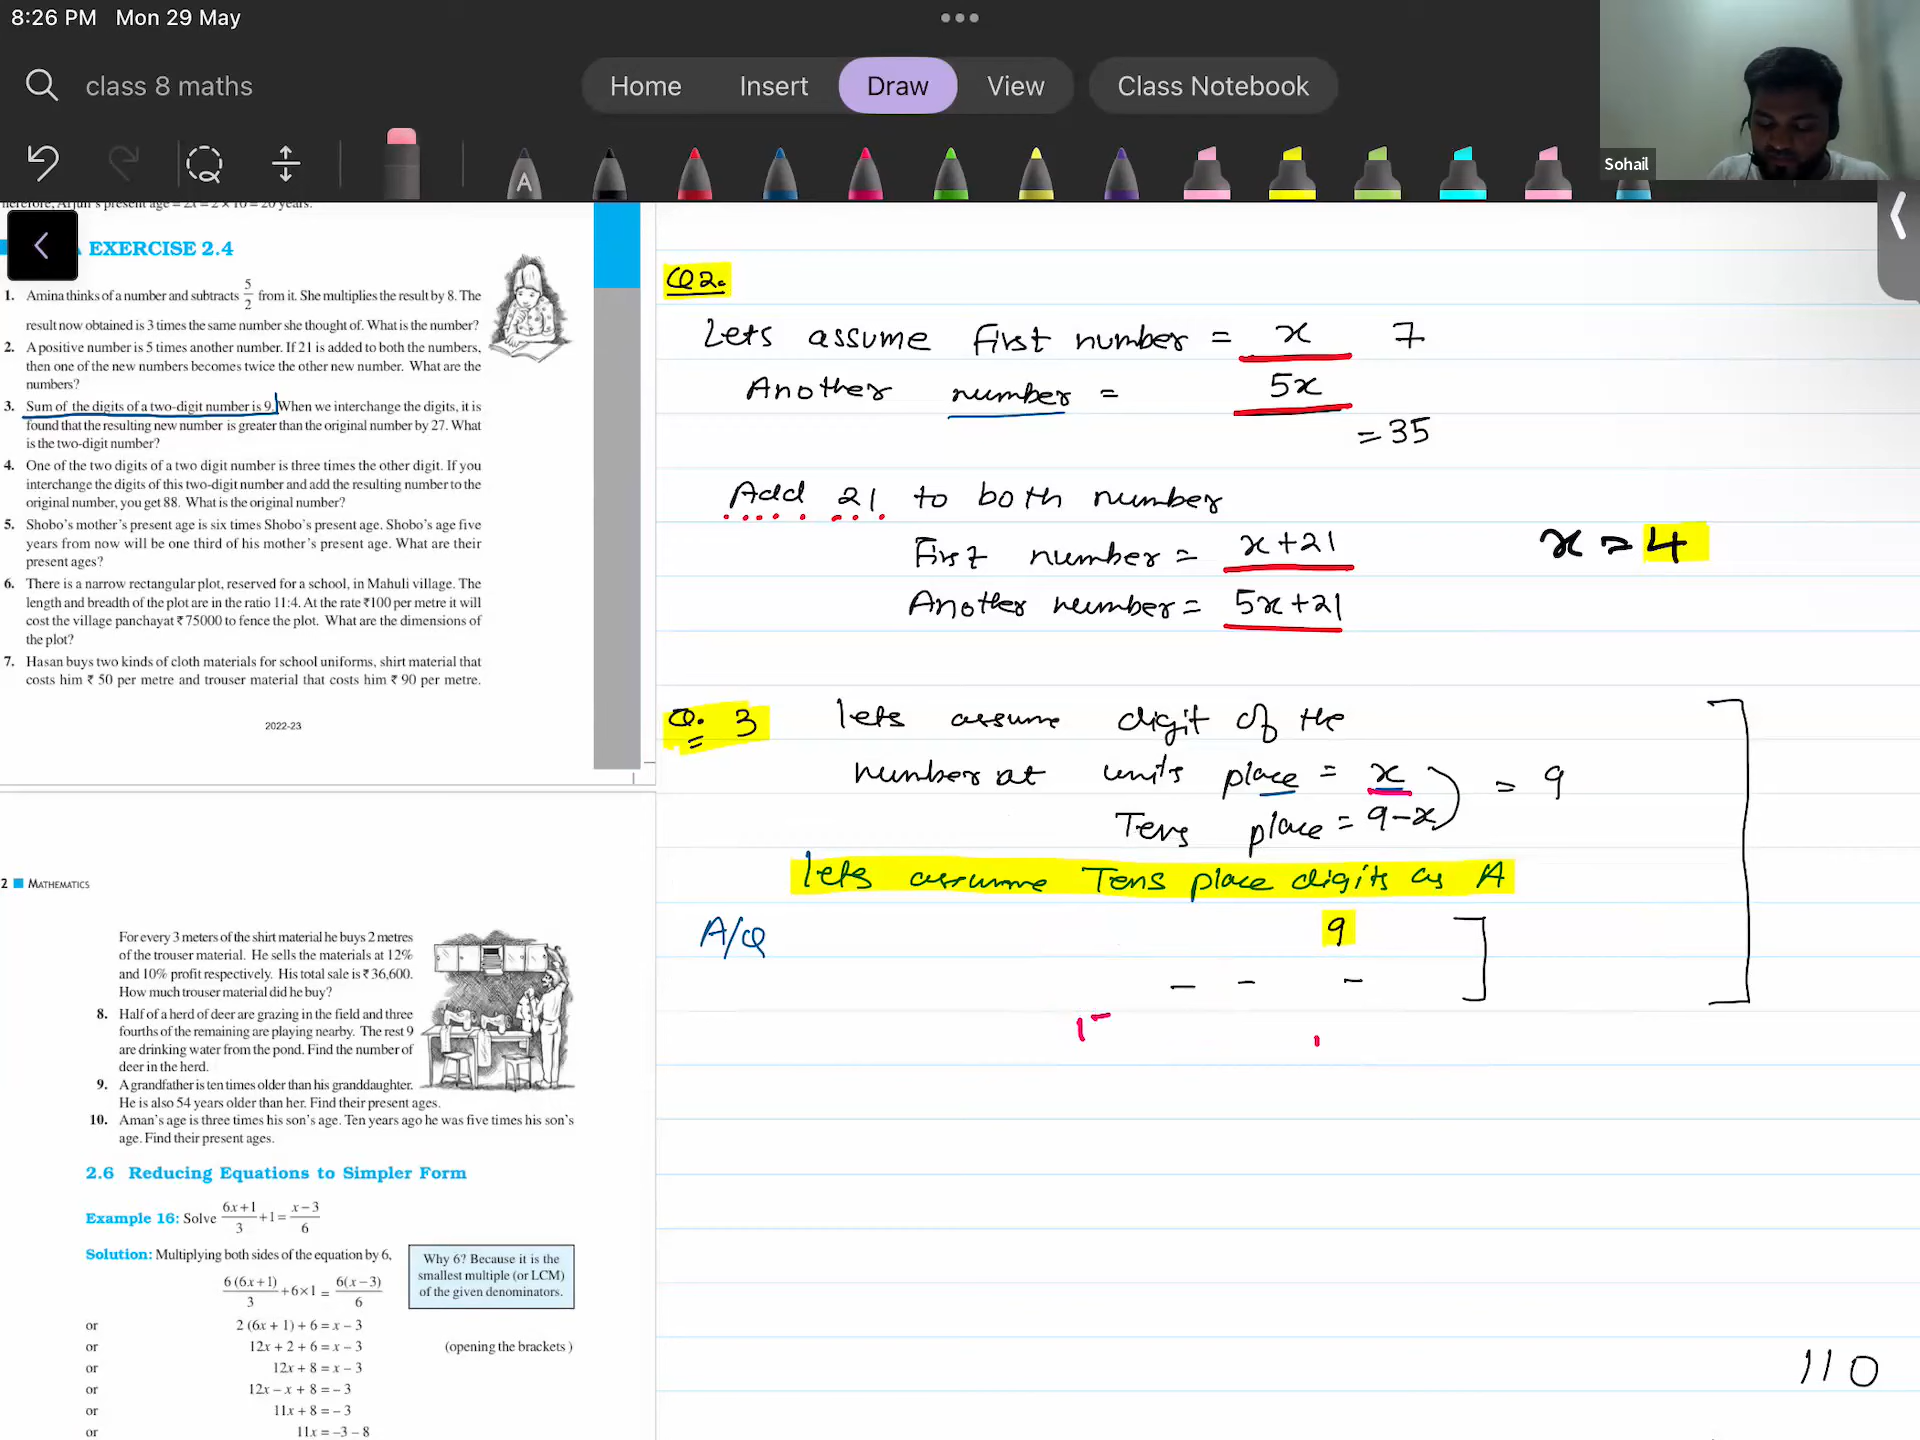 8:26 PM Mon 29 May
class 8 maths
Home Insert Draw View Class Notebook
Sohail
A
herefore, Arjun's present age = 2x = 2 × 10 = 20 years.
EXERCISE 2.4
1. Amina thinks of a number and subtracts 5/2 from it. She multiplies the result by 8. The
result now obtained is 3 times the same number she thought of. What is the number?
2. A positive number is 5 times another number. If 21 is added to both the numbers,
then one of the new numbers becomes twice the other new number. What are the
numbers?
3. Sum of the digits of a two-digit number is 9. When we interchange the digits, it is
found that the resulting new number is greater than the original number by 27. What
is the two-digit number?
4. One of the two digits of a two digit number is three times the other digit. If you
interchange the digits of this two-digit number and add the resulting number to the
original number, you get 88. What is the original number?
5. Shobo's mother's present age is six times Shobo's present age. Shobo's age five
years from now will be one third of his mother's present age. What are their
present ages?
6. There is a narrow rectangular plot, reserved for a school, in Mahuli village. The
length and breadth of the plot are in the ratio 11:4. At the rate ₹100 per metre it will
cost the village panchayat ₹75000 to fence the plot. What are the dimensions of
the plot?
7. Hasan buys two kinds of cloth materials for school uniforms, shirt material that
costs him ₹ 50 per metre and trouser material that costs him ₹ 90 per metre.
2022-23
2 MATHEMATICS
For every 3 meters of the shirt material he buys 2 metres
of the trouser material. He sells the materials at 12%
and 10% profit respectively. His total sale is ₹ 36,600.
How much trouser material did he buy?
8. Half of a herd of deer are grazing in the field and three
fourths of the remaining are playing nearby. The rest 9
are drinking water from the pond. Find the number of
deer in the herd.
9. A grandfather is ten times older than his granddaughter.
He is also 54 years older than her. Find their present ages.
10. Aman's age is three times his son's age. Ten years ago he was five times his son's
age. Find their present ages.
2.6 Reducing Equations to Simpler Form
Example 16: Solve (6x+1)/3 + 1 = (x−3)/6
Solution: Multiplying both sides of the equation by 6,
6 (6x+1)/3 + 6×1 = 6(x−3)/6
Why 6? Because it is the
smallest multiple (or LCM)
of the given denominators.
or 2 (6x + 1) + 6 = x − 3
or 12x + 2 + 6 = x − 3 (opening the brackets )
or 12x + 8 = x − 3
or 12x − x + 8 = − 3
or 11x + 8 = − 3
or 11x = −3 − 8
Q2.
Lets assume First number = x 7
Another number = 5x
= 35
Add 21 to both number
First number = x+21
x = 4
Another number = 5x+21
Q. 3 lets assume digit of the
number at units place = x = 9
Tens place = 9-x
lets assume Tens place digits as A
A/Q 9
110